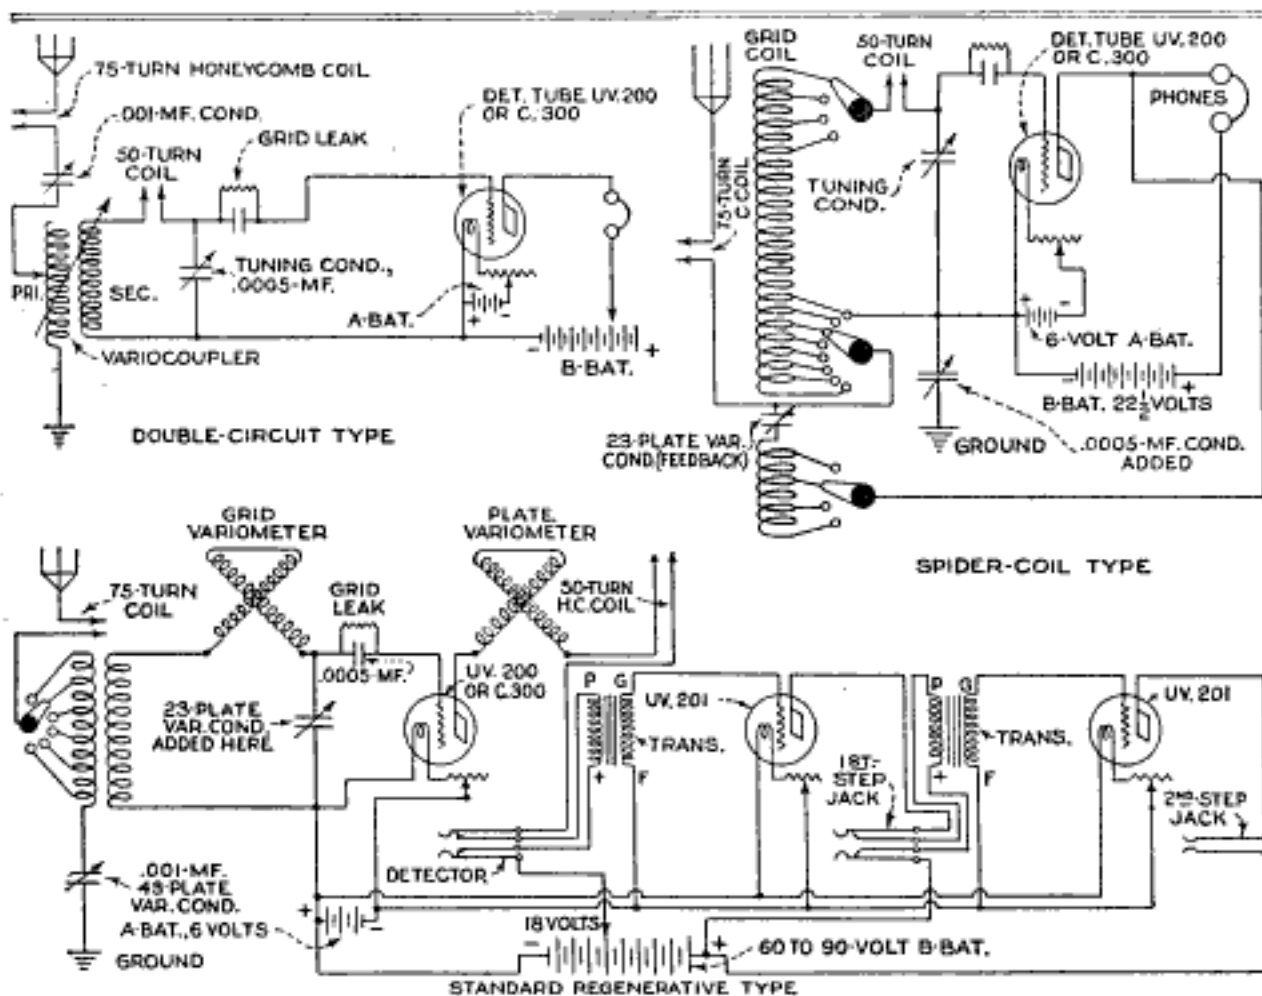 75-TURN HONEYCOMB COIL
.001-MF. COND.
GRID LEAK
50-TURN
COIL
DET. TUBE UV. 200
OR C. 300
TUNING COND.,
.0005-MF.
PRI.
SEC.
A-BAT.
+
-
VARIOCOUPLER
-
+
B-BAT.
DOUBLE-CIRCUIT TYPE
GRID
COIL
50-TURN
COIL
DET. TUBE UV. 200
OR C. 300
PHONES
75-TURN
C COIL
TUNING
COND.
+
-
6-VOLT A-BAT.
-
+
B-BAT. 22 1/2 VOLTS
23-PLATE VAR.
COND. (FEEDBACK)
GROUND
.0005-MF. COND.
ADDED
SPIDER-COIL TYPE
GRID
VARIOMETER
PLATE
VARIOMETER
75-TURN
COIL
GRID
LEAK
50-TURN
H.C. COIL
.0005-MF.
UV. 200
OR C. 300
P G
UV. 201
P G
UV. 201
23-PLATE
VAR. COND.
ADDED HERE
TRANS.
TRANS.
+ F
+ F
1ST-
STEP
JACK
2ND-STEP
JACK
DETECTOR
.001-MF.
43-PLATE
VAR. COND.
A-BAT., 6 VOLTS
+
-
18 VOLTS
-
+
60 TO 90-VOLT B-BAT.
GROUND
STANDARD REGENERATIVE TYPE